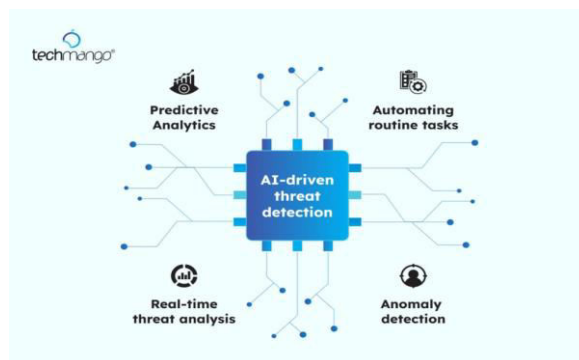 techmango®
Predictive
Analytics
Automating
routine tasks
AI-driven
threat
detection
Real-time
threat analysis
Anomaly
detection